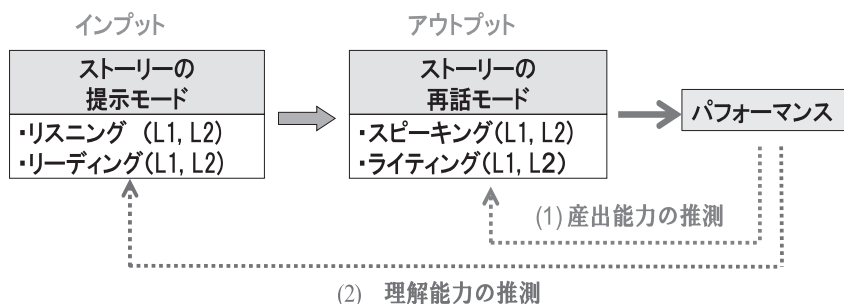 インプット
アウトプット
ストーリーの
提示モード
・リスニング (L1, L2)
・リーディング(L1, L2)
ストーリーの
再話モード
・スピーキング(L1, L2)
・ライティング(L1, L2)
パフォーマンス
(1) 産出能力の推測
(2) 理解能力の推測